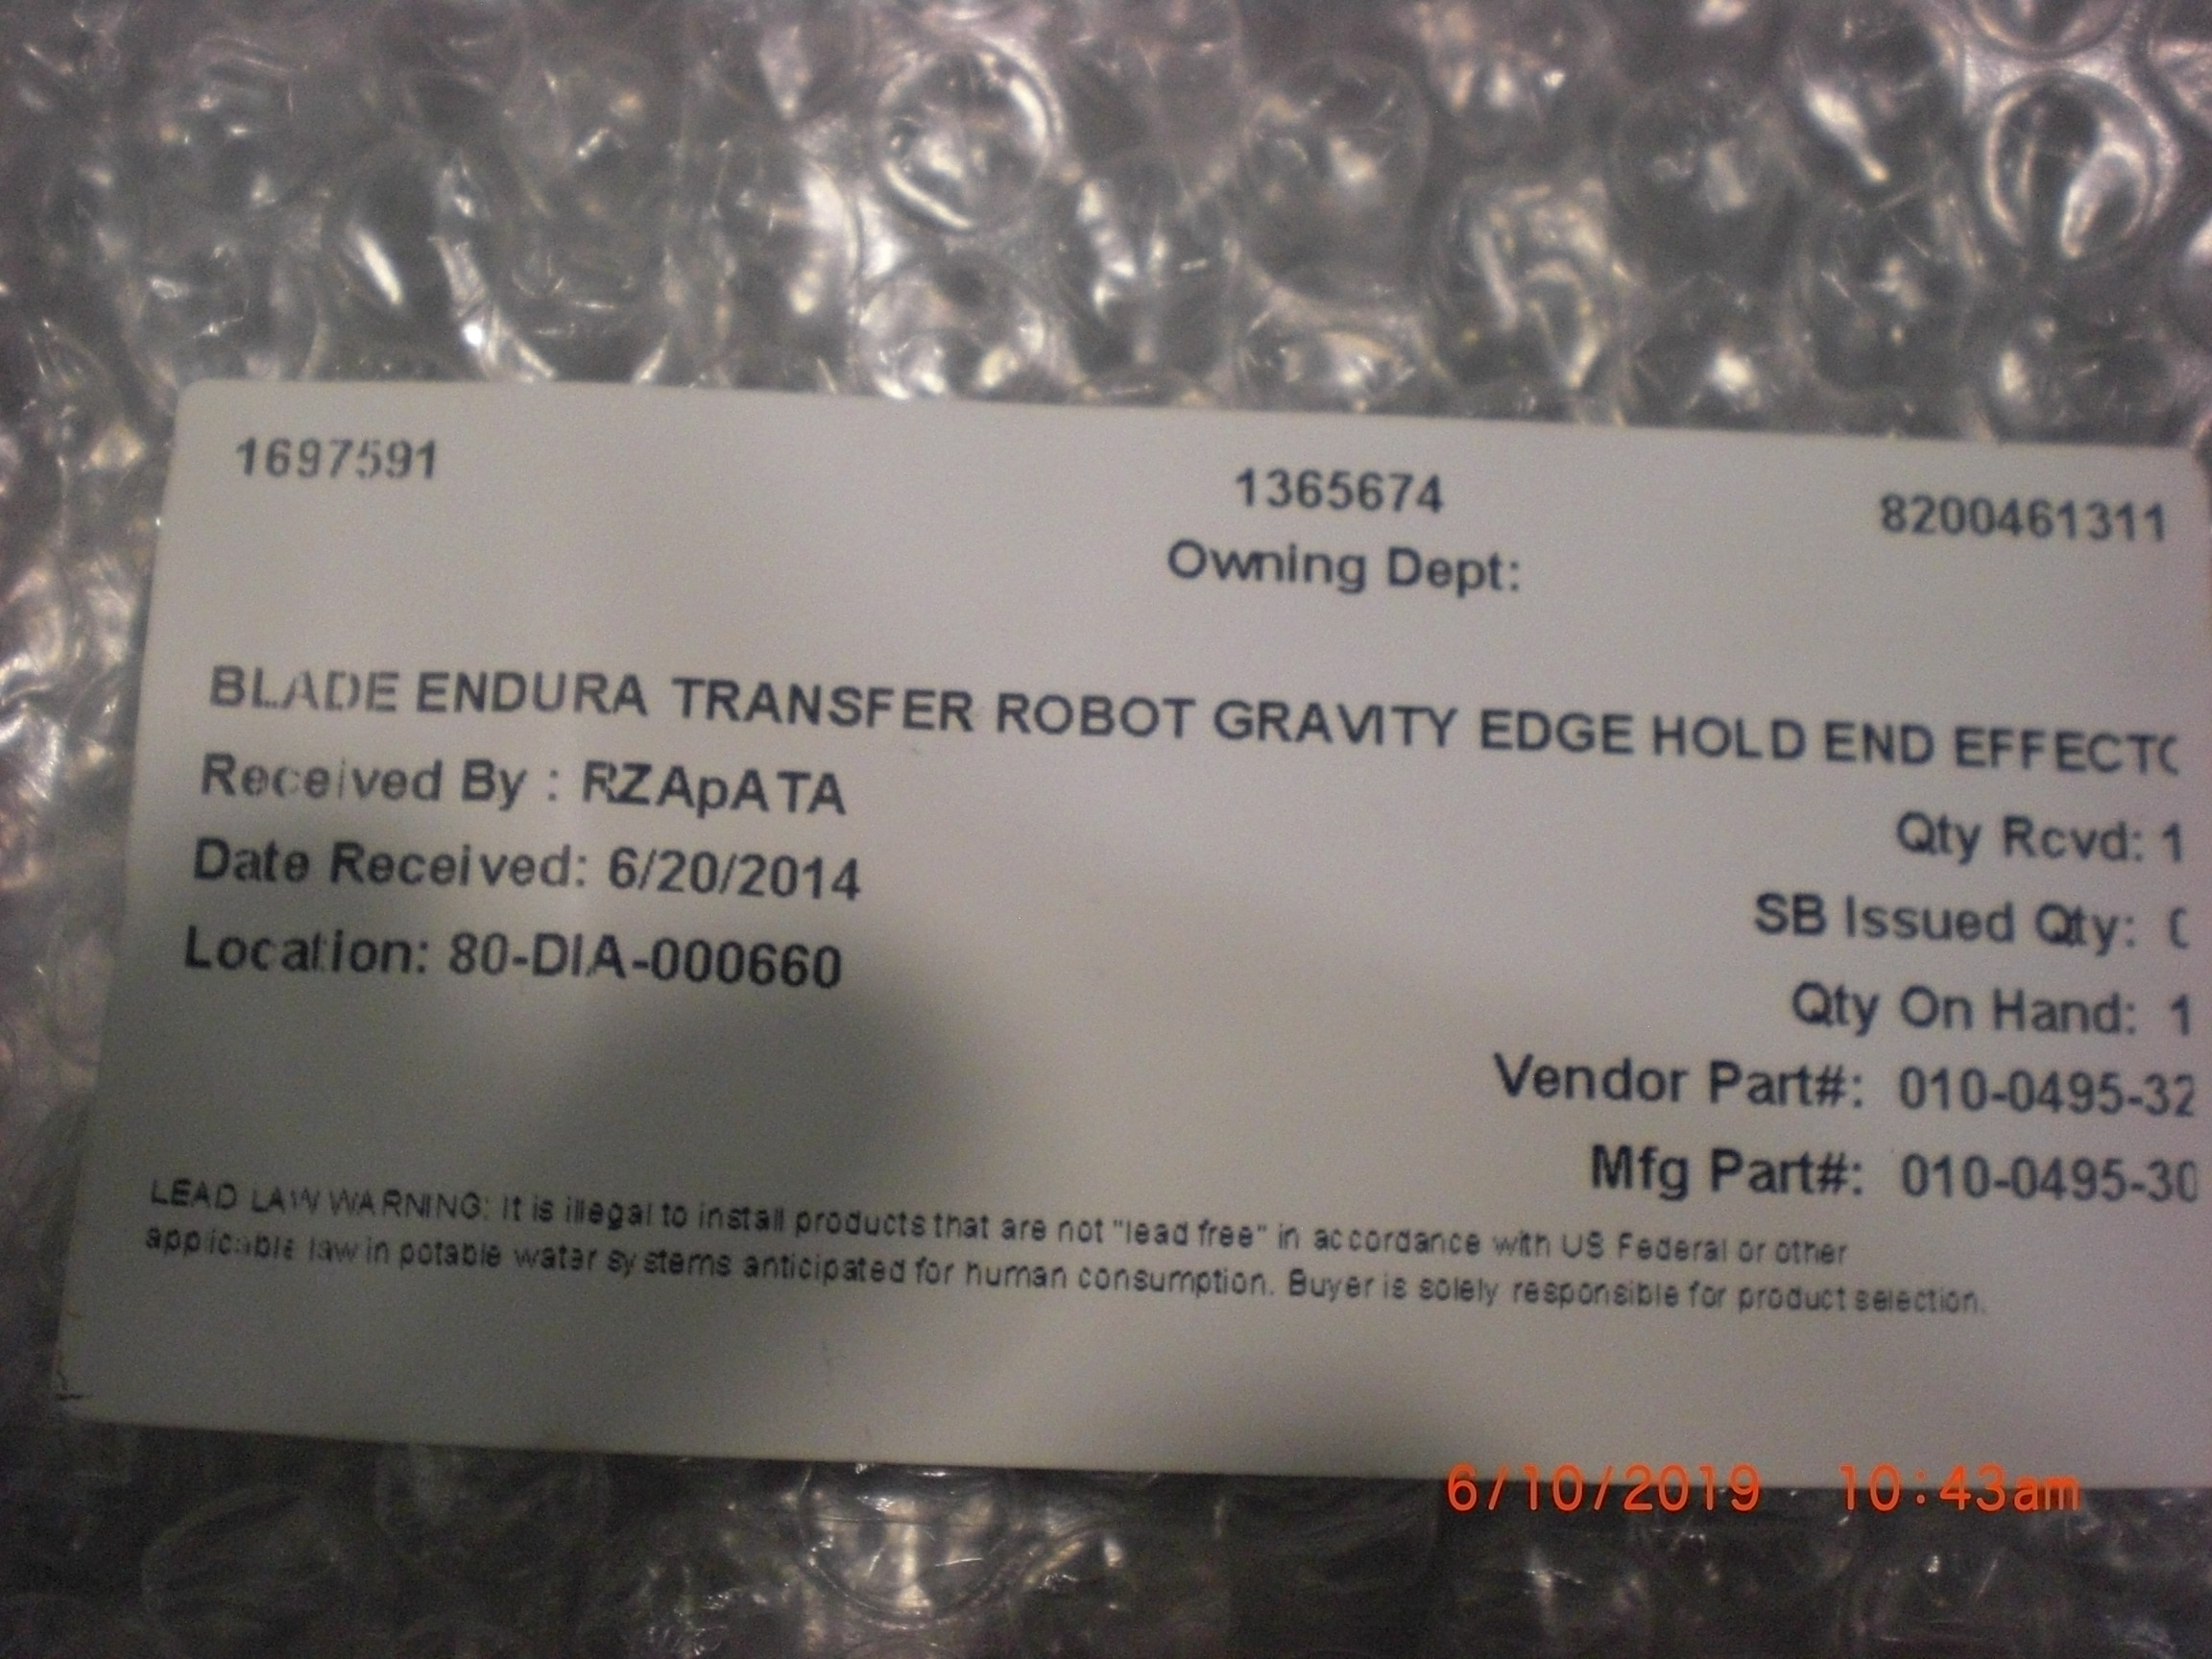 1697591 1365674 8200461311
Owning Dept:
BLADE ENDURA TRANSFER ROBOT GRAVITY EDGE HOLD END EFFECTO
Received By : RZApATA
Qty Rcvd: 1
Date Received: 6/20/2014
SB Issued Qty: 0
Location: 80-DIA-000660
Qty On Hand: 1
Vendor Part#: 010-0495-32
Mfg Part#: 010-0495-30
LEAD LAW WARNING: It is illegal to install products that are not "lead free" in accordance with US Federal or other
applicable law in potable water systems anticipated for human consumption. Buyer is solely responsible for product selection.
6/10/2019 10:43am